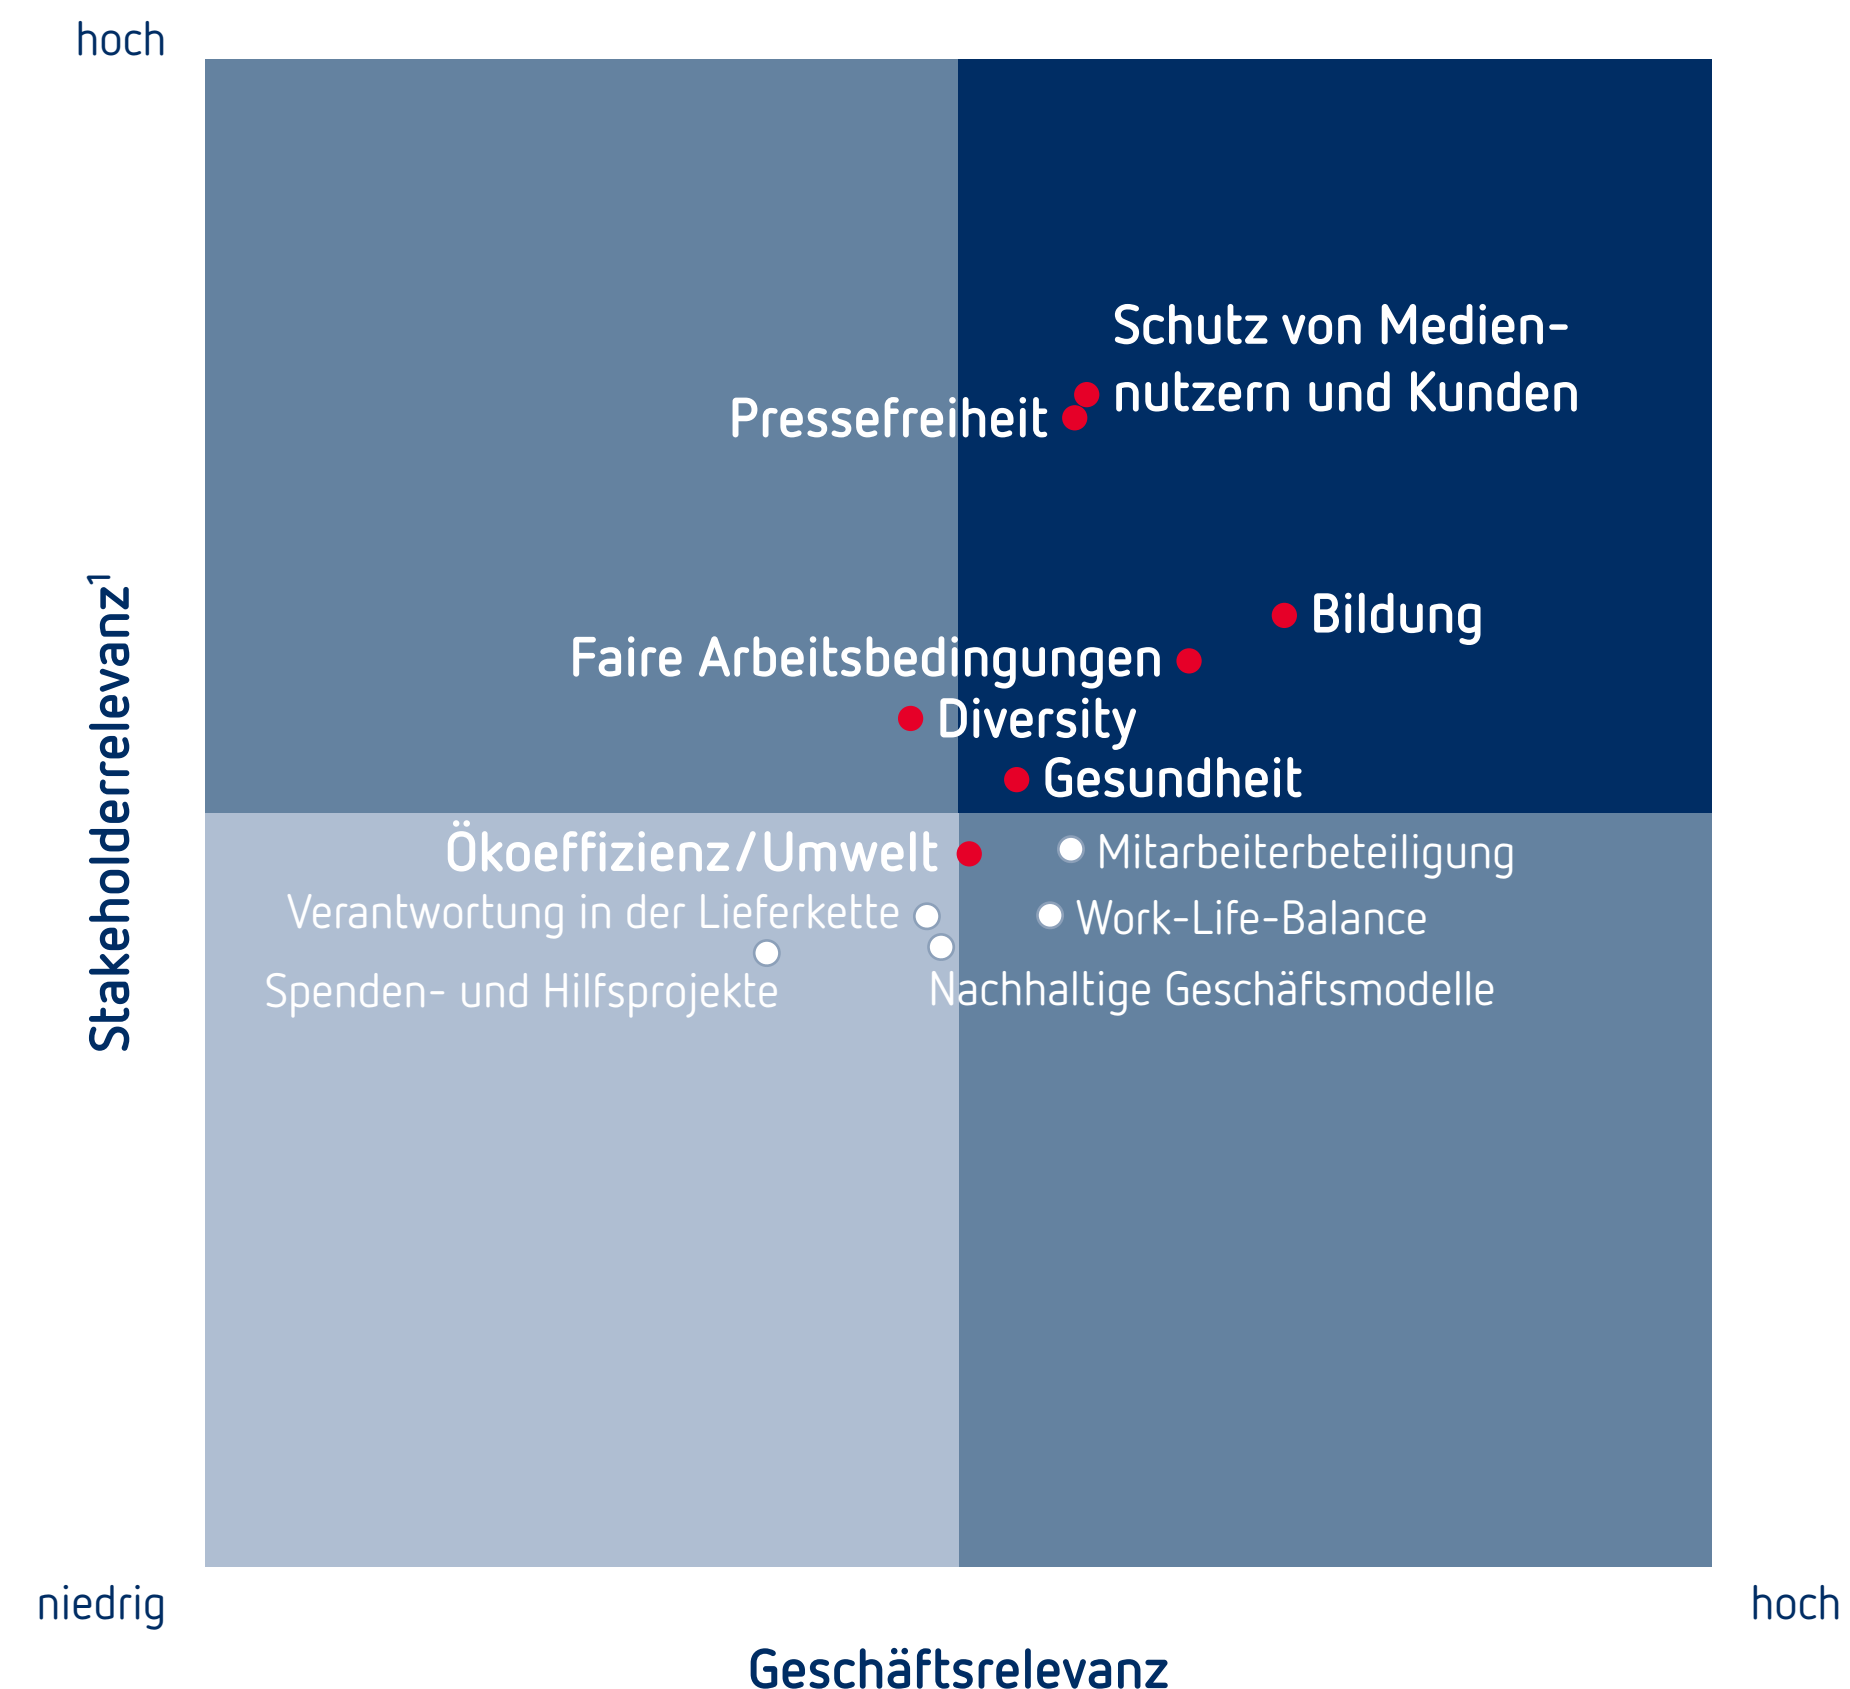 hoch
Schutz von Medien-
nutzern und Kunden
Pressefreiheit
Bildung
Faire Arbeitsbedingungen
Diversity
Gesundheit
Ökoeffizienz/Umwelt
Mitarbeiterbeteiligung
Verantwortung in der Lieferkette
Work-Life-Balance
Spenden- und Hilfsprojekte
Nachhaltige Geschäftsmodelle
Stakeholderrelevanz¹
niedrig
hoch
Geschäftsrelevanz